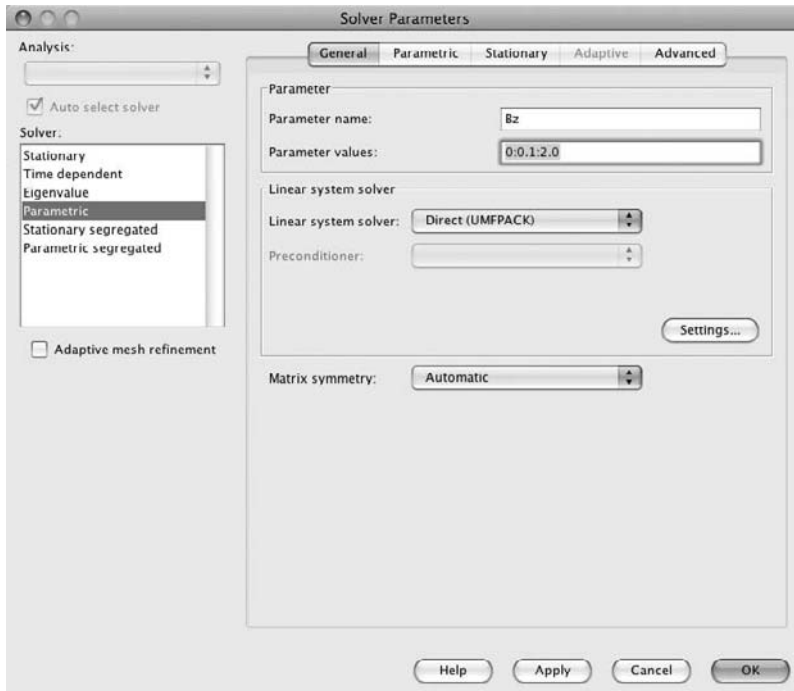 Solver Parameters
Analysis:
Auto select solver
Solver:
Stationary
Time dependent
Eigenvalue
Parametric
Stationary segregated
Parametric segregated
Adaptive mesh refinement
General Parametric Stationary Adaptive Advanced
Parameter
Parameter name: Bz
Parameter values: 0:0.1:2.0
Linear system solver
Linear system solver: Direct (UMFPACK)
Preconditioner:
Settings...
Matrix symmetry: Automatic
Help Apply Cancel OK